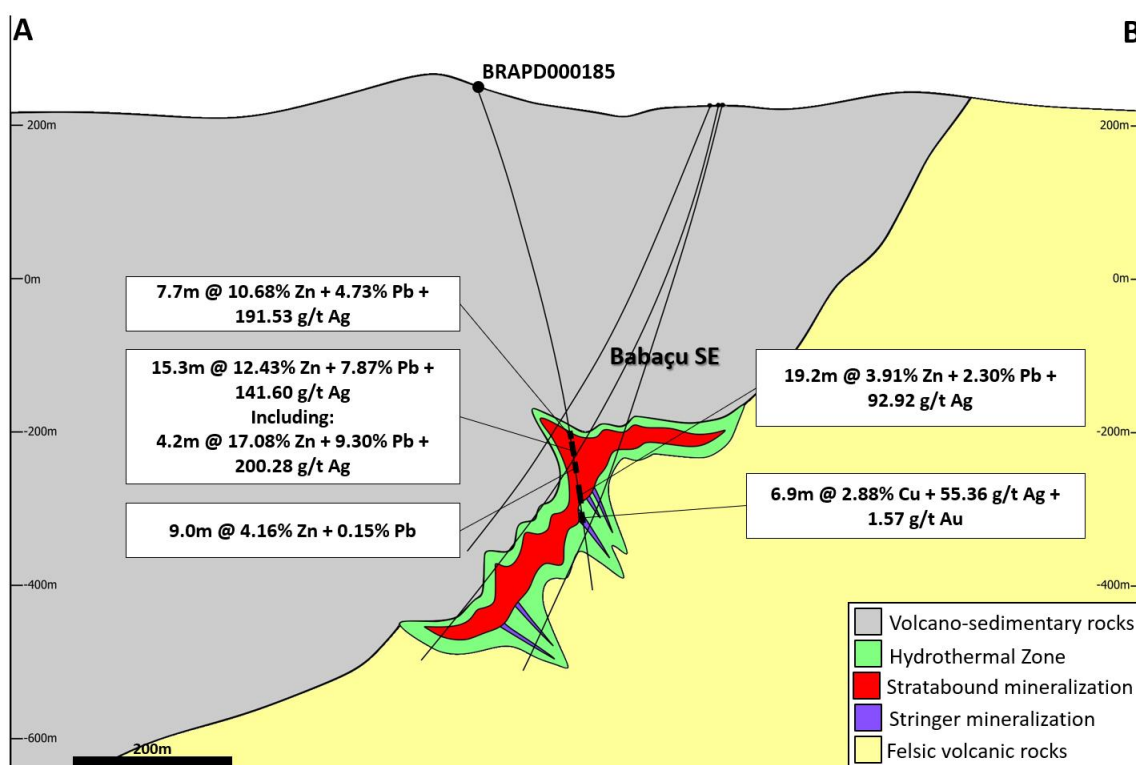 A
B
BRAPD000185
200m
200m
0m
0m
7.7m @ 10.68% Zn + 4.73% Pb +
191.53 g/t Ag
Babaçu SE
15.3m @ 12.43% Zn + 7.87% Pb +
141.60 g/t Ag
Including:
4.2m @ 17.08% Zn + 9.30% Pb +
200.28 g/t Ag
19.2m @ 3.91% Zn + 2.30% Pb +
92.92 g/t Ag
-200m
-200m
9.0m @ 4.16% Zn + 0.15% Pb
6.9m @ 2.88% Cu + 55.36 g/t Ag +
1.57 g/t Au
-400m
-400m
Volcano-sedimentary rocks
Hydrothermal Zone
Stratabound mineralization
Stringer mineralization
Felsic volcanic rocks
-600m
200m